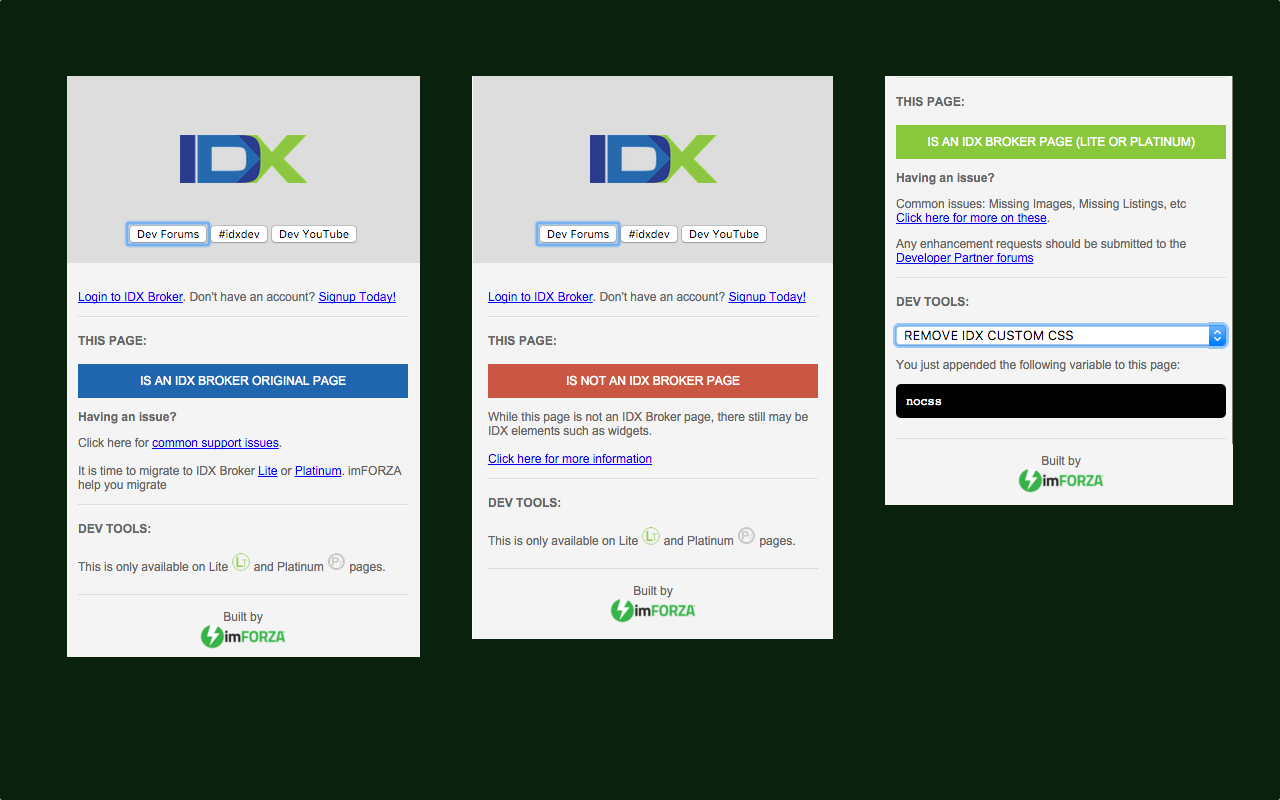 IDX
Dev Forums #idxdev Dev YouTube
Login to IDX Broker. Don't have an account? Signup Today!
THIS PAGE:
IS AN IDX BROKER ORIGINAL PAGE
Having an issue?
Click here for common support issues.
It is time to migrate to IDX Broker Lite or Platinum. imFORZA
help you migrate
DEV TOOLS:
This is only available on Lite LT and Platinum P pages.
Built by
imFORZA
IDX
Dev Forums #idxdev Dev YouTube
Login to IDX Broker. Don't have an account? Signup Today!
THIS PAGE:
IS NOT AN IDX BROKER PAGE
While this page is not an IDX Broker page, there still may be
IDX elements such as widgets.
Click here for more information
DEV TOOLS:
This is only available on Lite LT and Platinum P pages.
Built by
imFORZA
THIS PAGE:
IS AN IDX BROKER PAGE (LITE OR PLATINUM)
Having an issue?
Common issues: Missing Images, Missing Listings, etc
Click here for more on these.
Any enhancement requests should be submitted to the
Developer Partner forums
DEV TOOLS:
REMOVE IDX CUSTOM CSS
You just appended the following variable to this page:
nocss
Built by
imFORZA